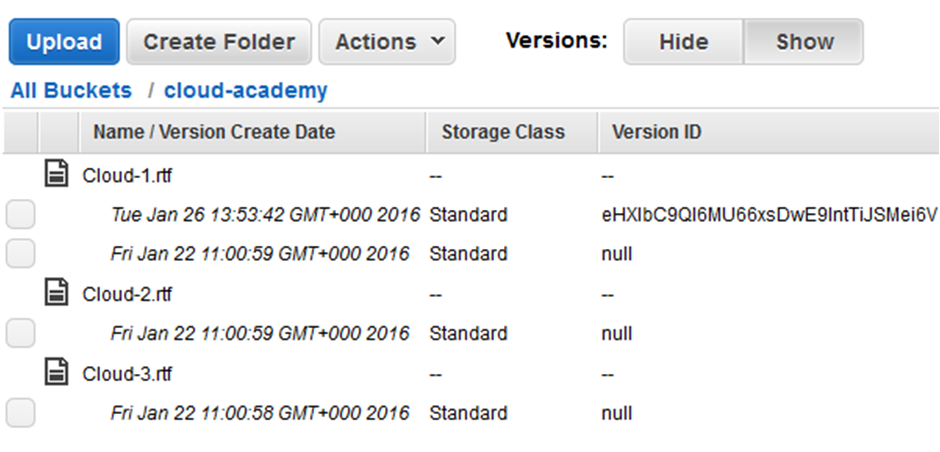 Upload Create Folder Actions Versions: Hide Show
All Buckets / cloud-academy
Name / Version Create Date Storage Class Version ID
Cloud-1.rtf -- --
Tue Jan 26 13:53:42 GMT+000 2016 Standard eHXIbC9QI6MU66xsDwE9IntTiJSMei6V
Fri Jan 22 11:00:59 GMT+000 2016 Standard null
Cloud-2.rtf -- --
Fri Jan 22 11:00:59 GMT+000 2016 Standard null
Cloud-3.rtf -- --
Fri Jan 22 11:00:58 GMT+000 2016 Standard null